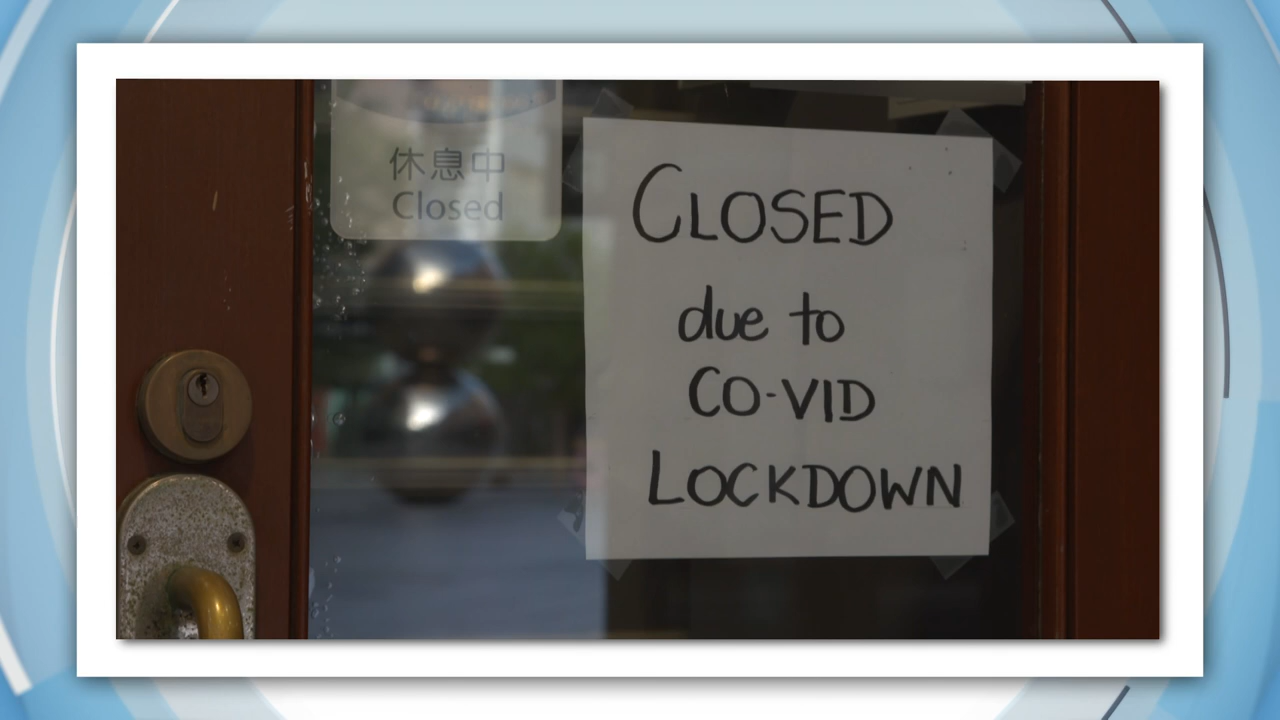 休息中
Closed
CLOSED
due to
CO-VID
LOCKDOWN